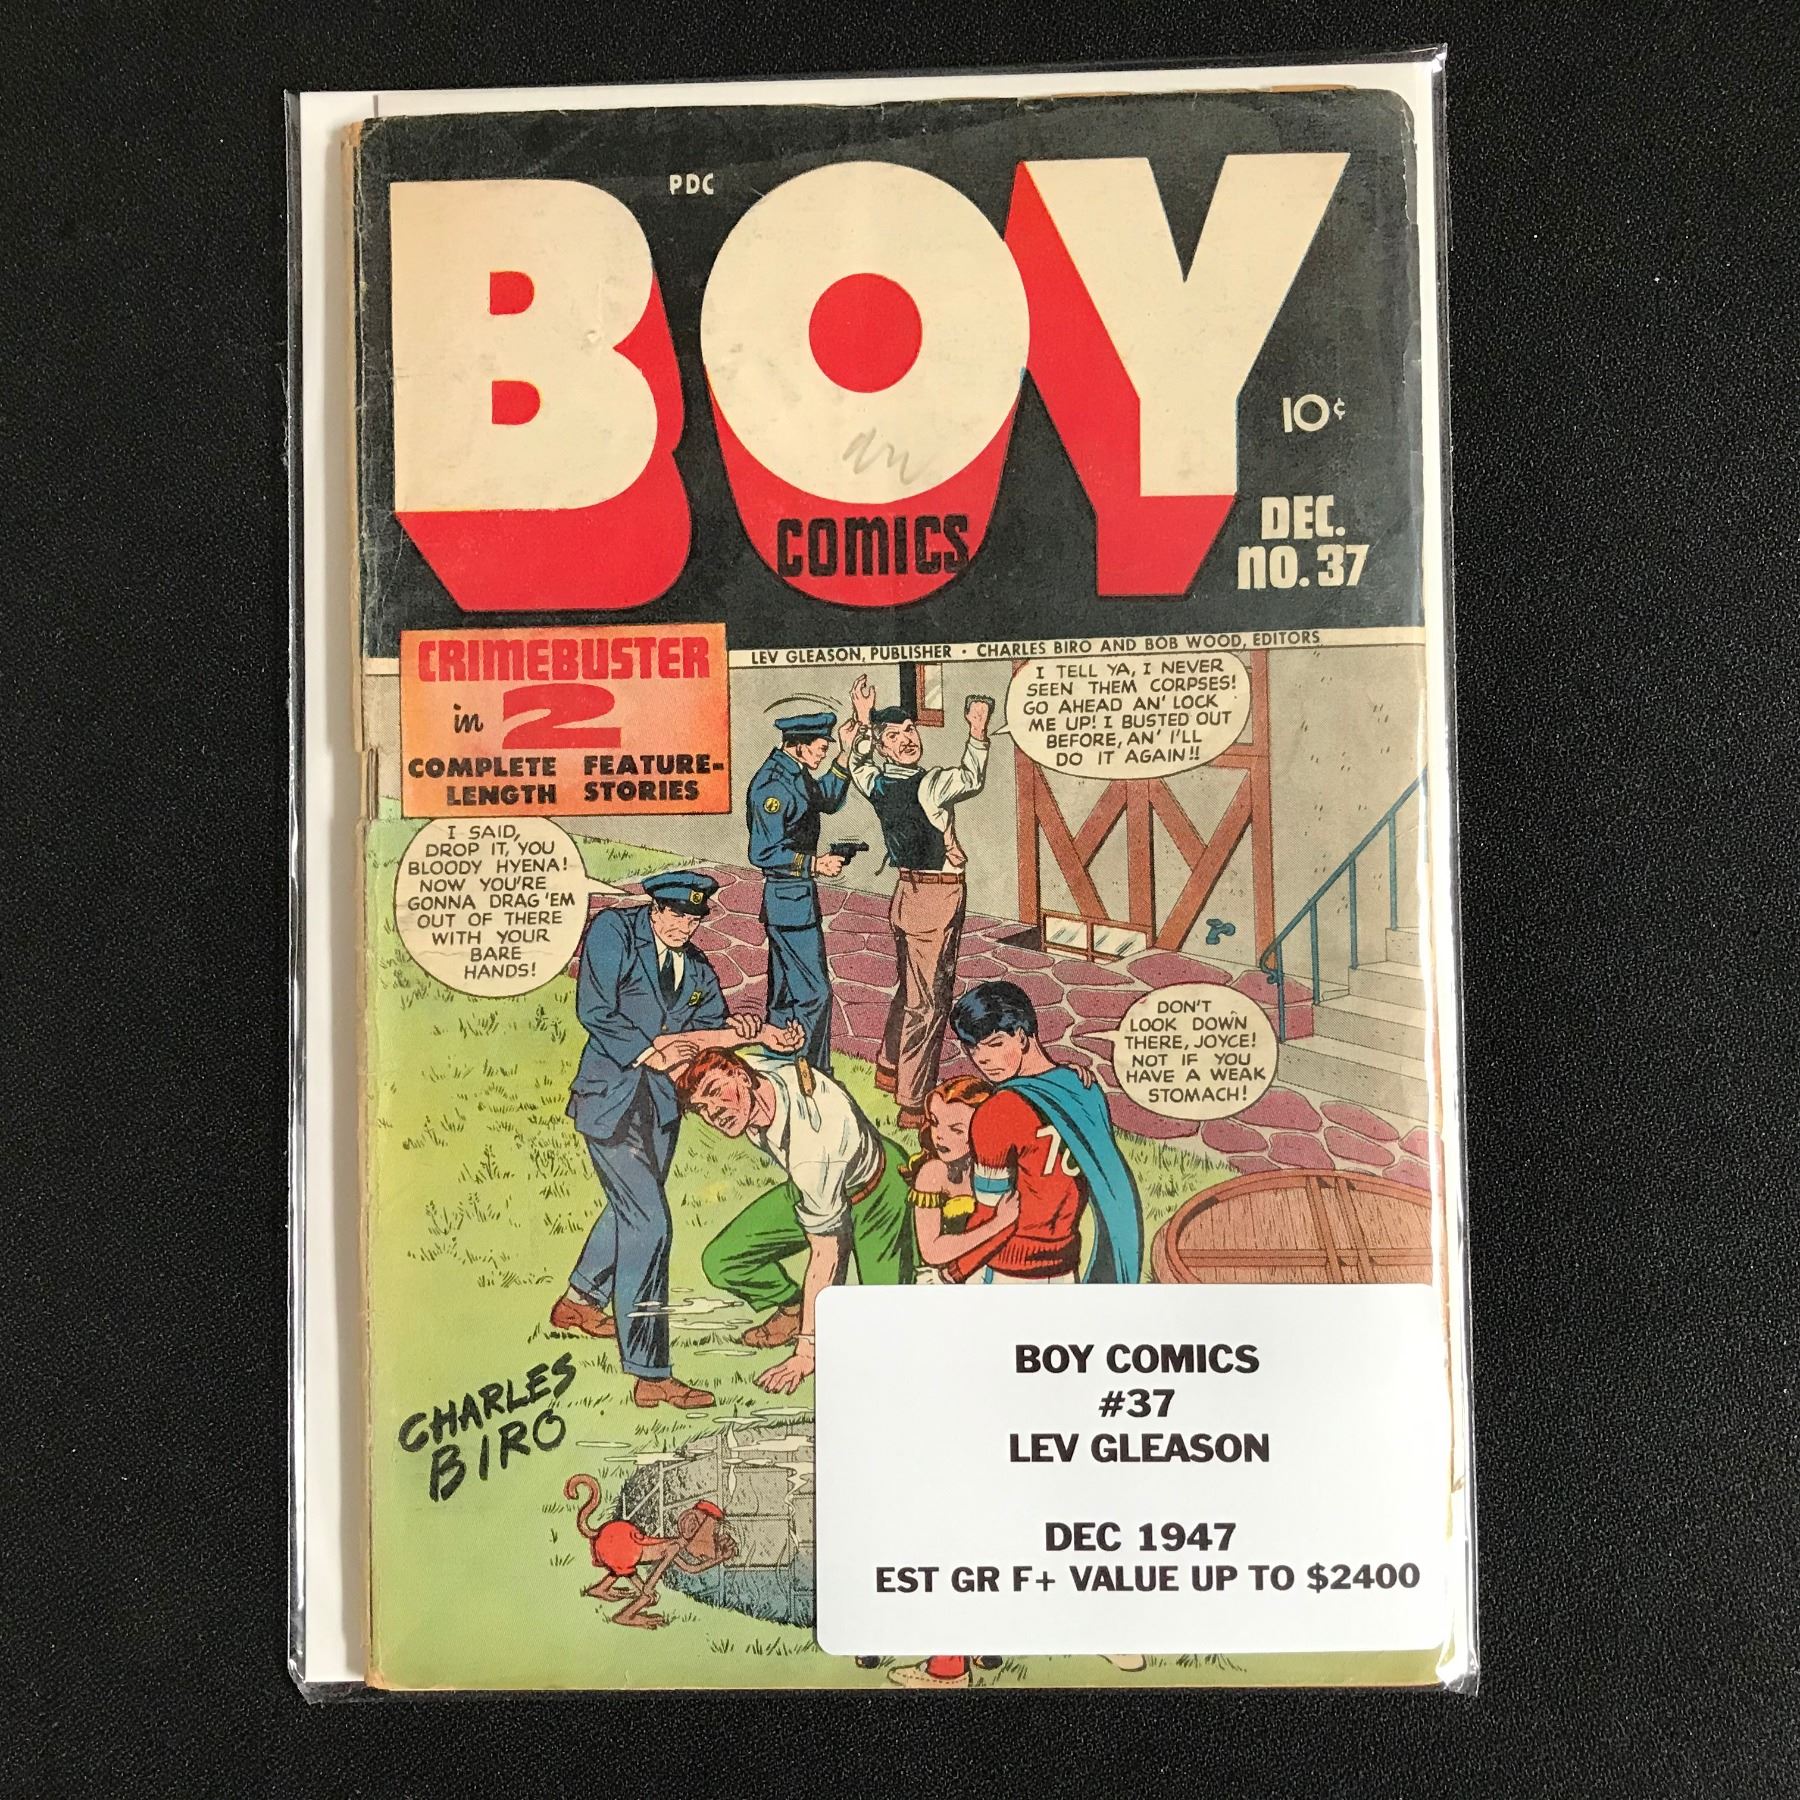 PDC
BOY
COMICS
10¢
DEC.
NO. 37
LEV GLEASON, PUBLISHER · CHARLES BIRO AND BOB WOOD, EDITORS
CRIMEBUSTER
in 2
COMPLETE FEATURE-
LENGTH STORIES
I TELL YA, I NEVER
SEEN THEM CORPSES!
GO AHEAD AN' LOCK
ME UP! I BUSTED OUT
BEFORE, AN' I'LL
DO IT AGAIN!!
I SAID,
DROP IT, YOU
BLOODY HYENA!
NOW YOU'RE
GONNA DRAG 'EM
OUT OF THERE
WITH YOUR
BARE
HANDS!
DON'T
LOOK DOWN
THERE, JOYCE!
NOT IF YOU
HAVE A WEAK
STOMACH!
CHARLES
BIRO
BOY COMICS
#37
LEV GLEASON
DEC 1947
EST GR F+ VALUE UP TO $2400